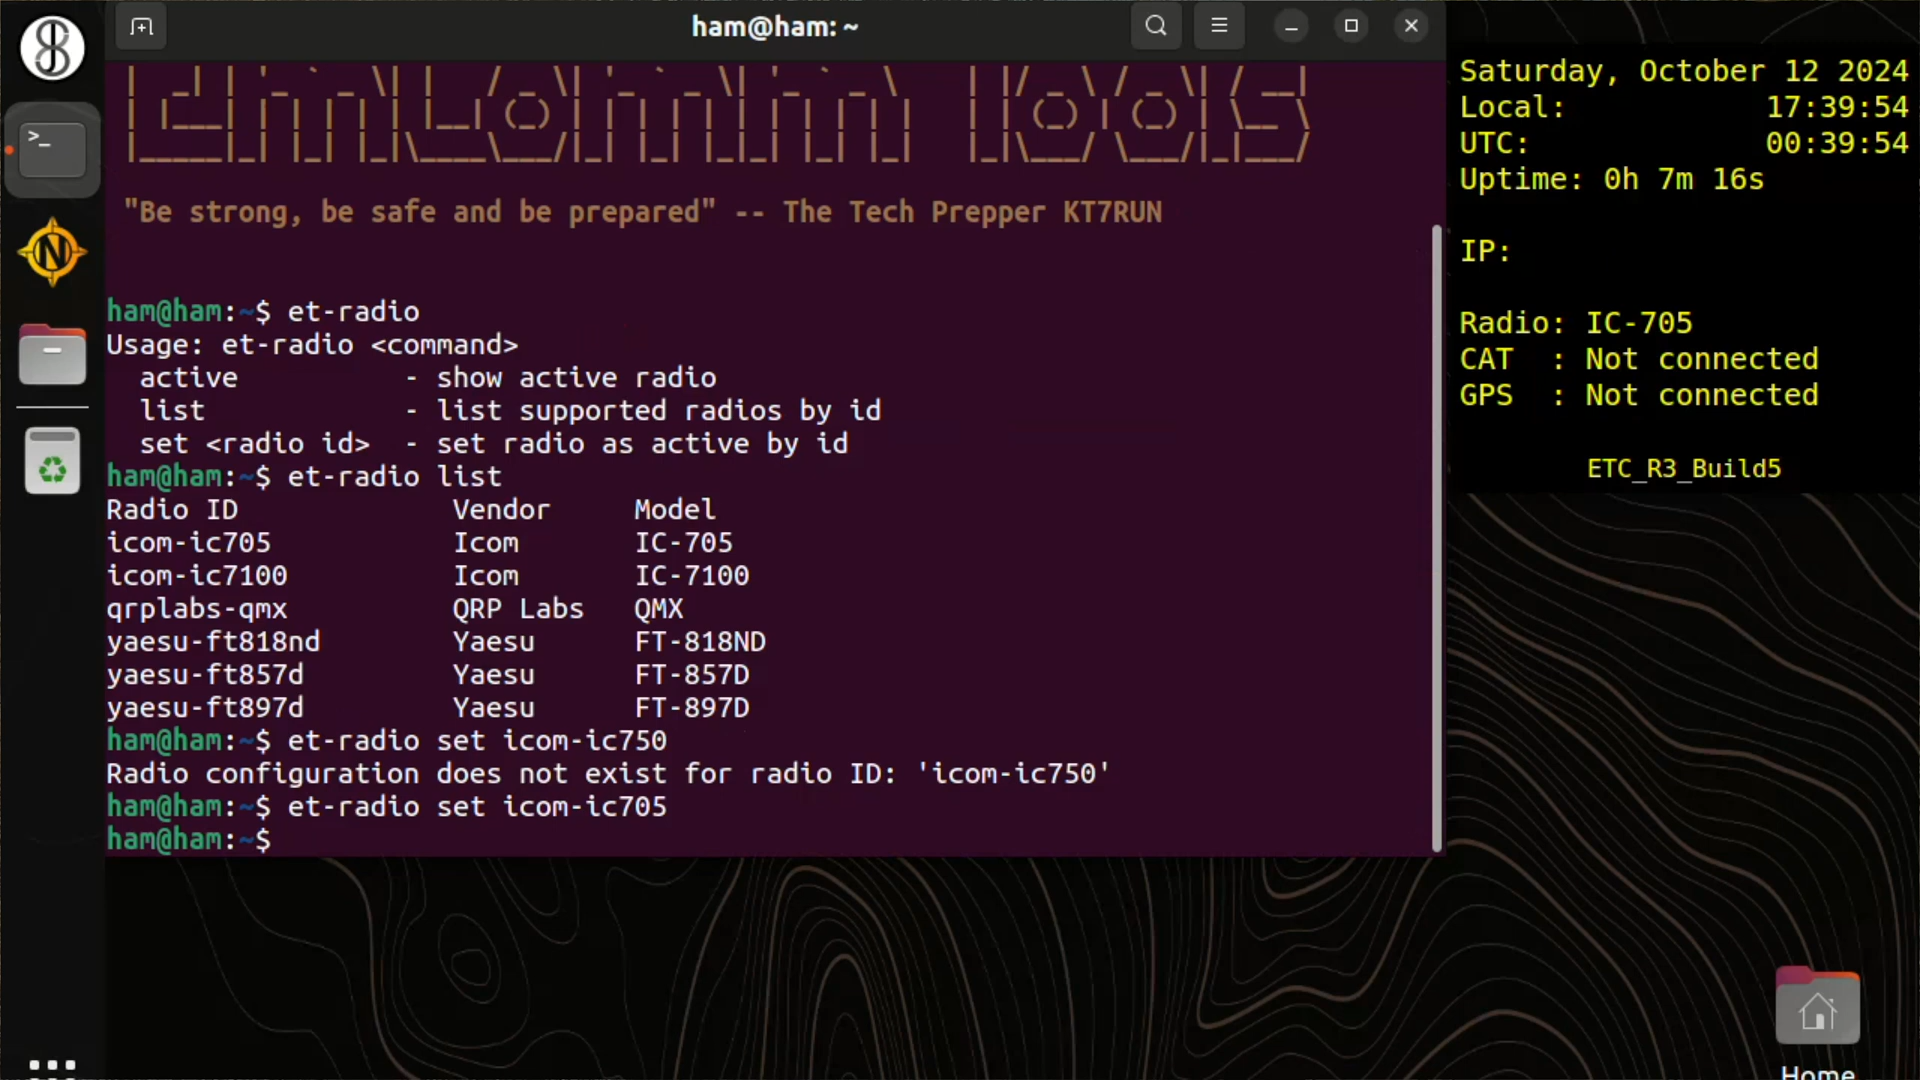 ham@ham: ~
EmComm Tools
"Be strong, be safe and be prepared" -- The Tech Prepper KT7RUN
ham@ham:~$ et-radio
Usage: et-radio <command>
active - show active radio
list - list supported radios by id
set <radio id> - set radio as active by id
ham@ham:~$ et-radio list
Radio ID Vendor Model
icom-ic705 Icom IC-705
icom-ic7100 Icom IC-7100
qrplabs-qmx QRP Labs QMX
yaesu-ft818nd Yaesu FT-818ND
yaesu-ft857d Yaesu FT-857D
yaesu-ft897d Yaesu FT-897D
ham@ham:~$ et-radio set icom-ic750
Radio configuration does not exist for radio ID: 'icom-ic750'
ham@ham:~$ et-radio set icom-ic705
ham@ham:~$
Saturday, October 12 2024
Local: 17:39:54
UTC: 00:39:54
Uptime: 0h 7m 16s
IP:
Radio: IC-705
CAT : Not connected
GPS : Not connected
ETC_R3_Build5
>_
N
Home